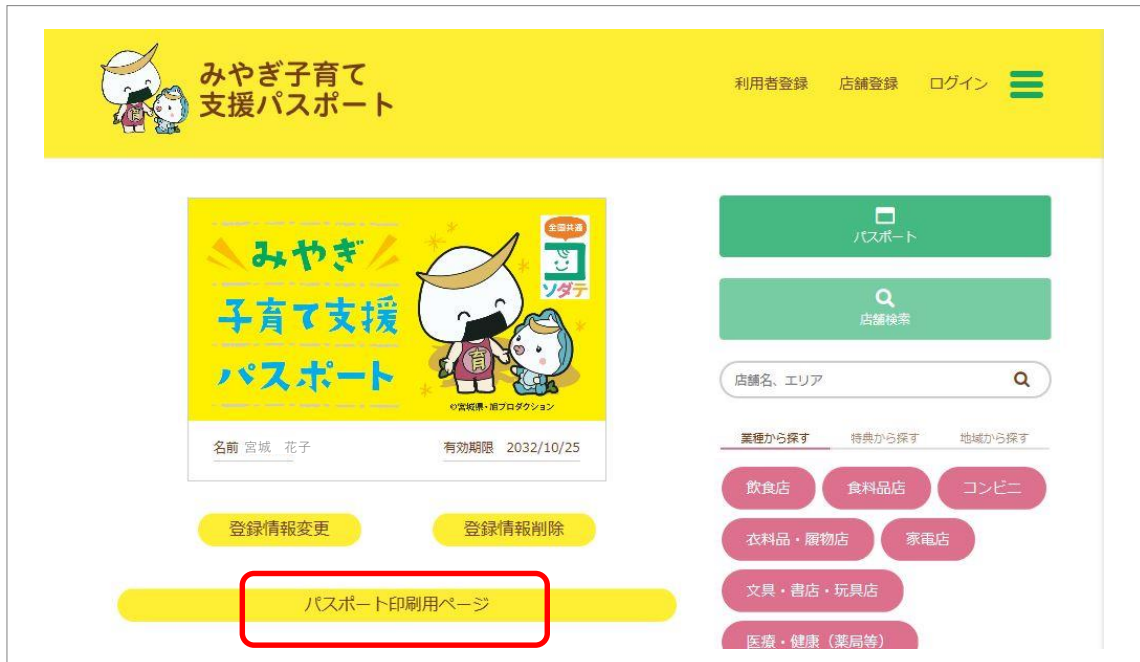 みやぎ子育て
支援パスポート
利用者登録 店舗登録 ログイン
みやぎ
子育て支援
パスポート
全国共通
コソダテ
育
©宮城県・旭プロダクション
名前 宮城 花子 有効期限 2032/10/25
登録情報変更 登録情報削除
パスポート印刷用ページ
パスポート
店舗検索
店舗名、エリア
業種から探す 特典から探す 地域から探す
飲食店 食料品店 コンビニ
衣料品・履物店 家電店
文具・書店・玩具店
医療・健康（薬局等）